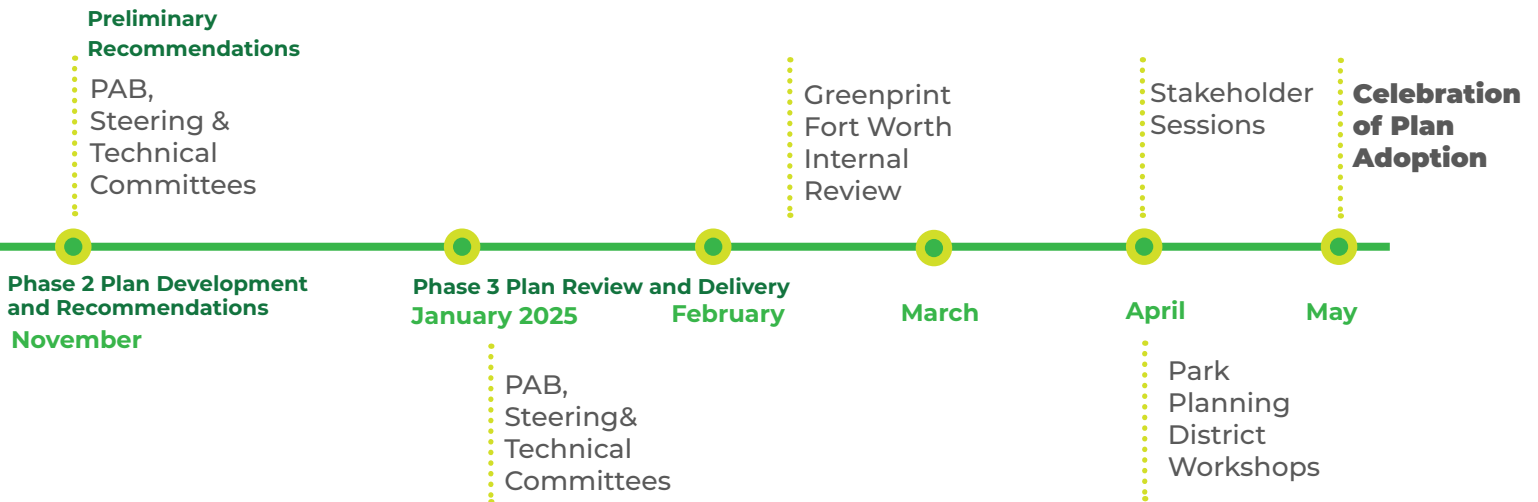 Preliminary
Recommendations
PAB,
Steering &
Technical
Committees
Greenprint
Fort Worth
Internal
Review
Stakeholder
Sessions
Celebration
of Plan
Adoption
Phase 2 Plan Development
and Recommendations
November
Phase 3 Plan Review and Delivery
January 2025
February
March
April
May
PAB,
Steering&
Technical
Committees
Park
Planning
District
Workshops